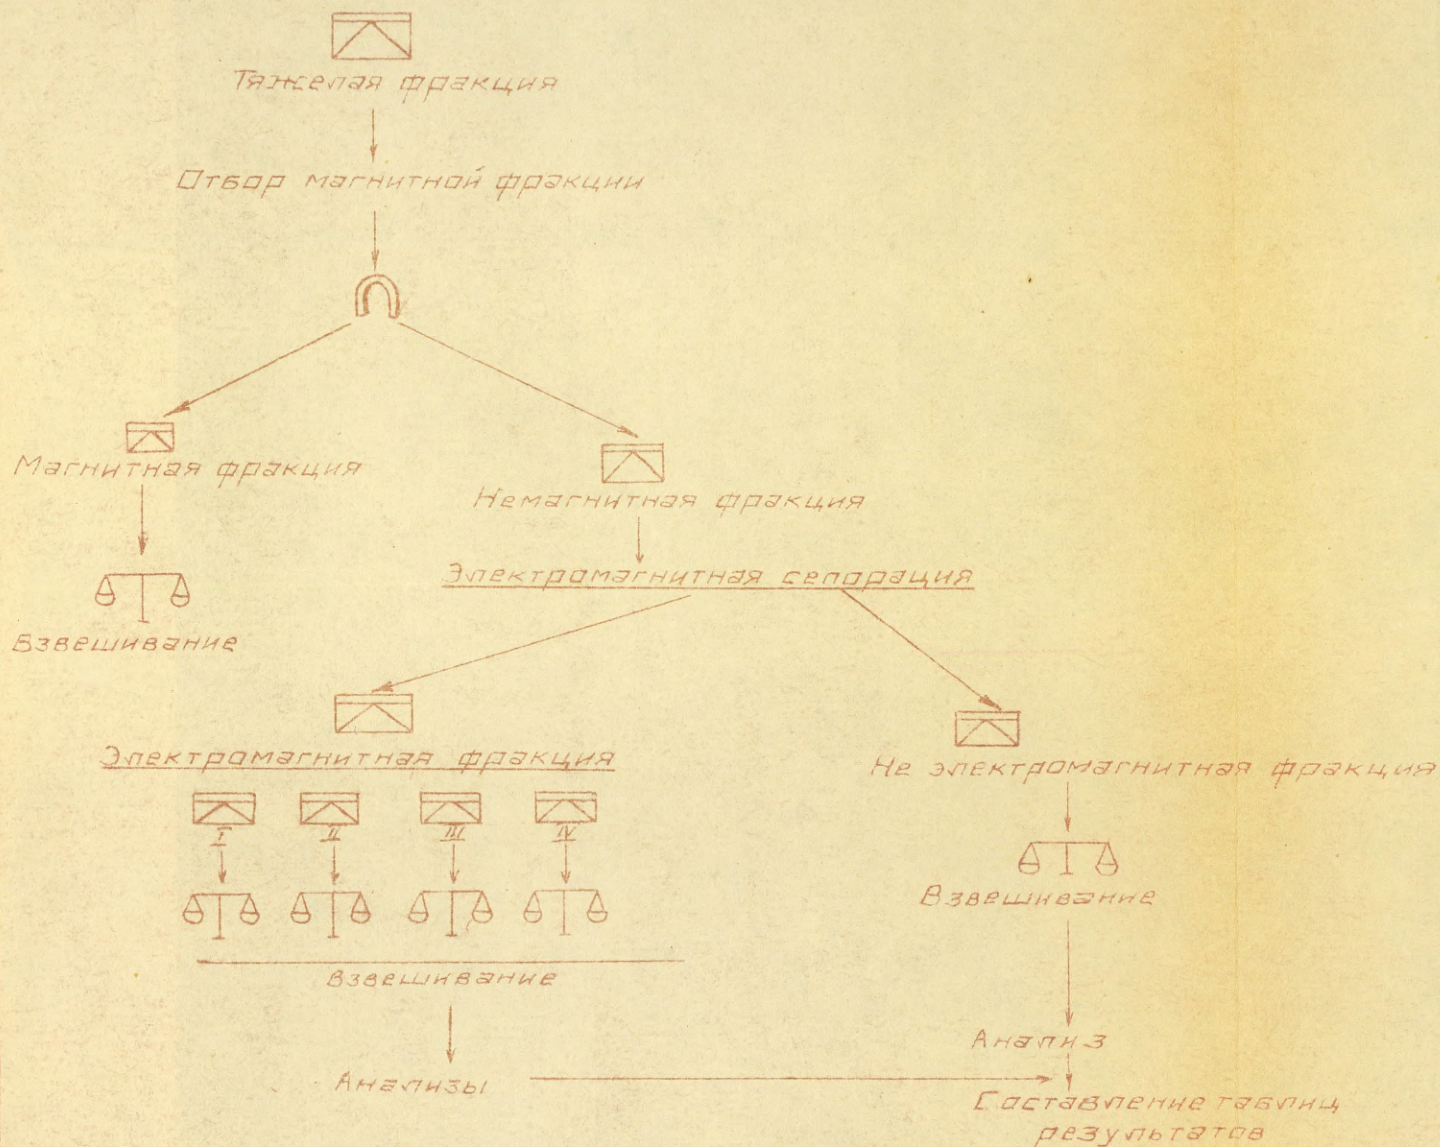 Тяжелая фракция
Отбор магнитной фракции
Магнитная фракция
Немагнитная фракция
Электромагнитная сепорация
Взвешивание
Электромагнитная фракция
Не электромагнитная фракция
I II III IV
Взвешивание
Взвешивание
Анализ
Анализы
Составление таблиц
результатов